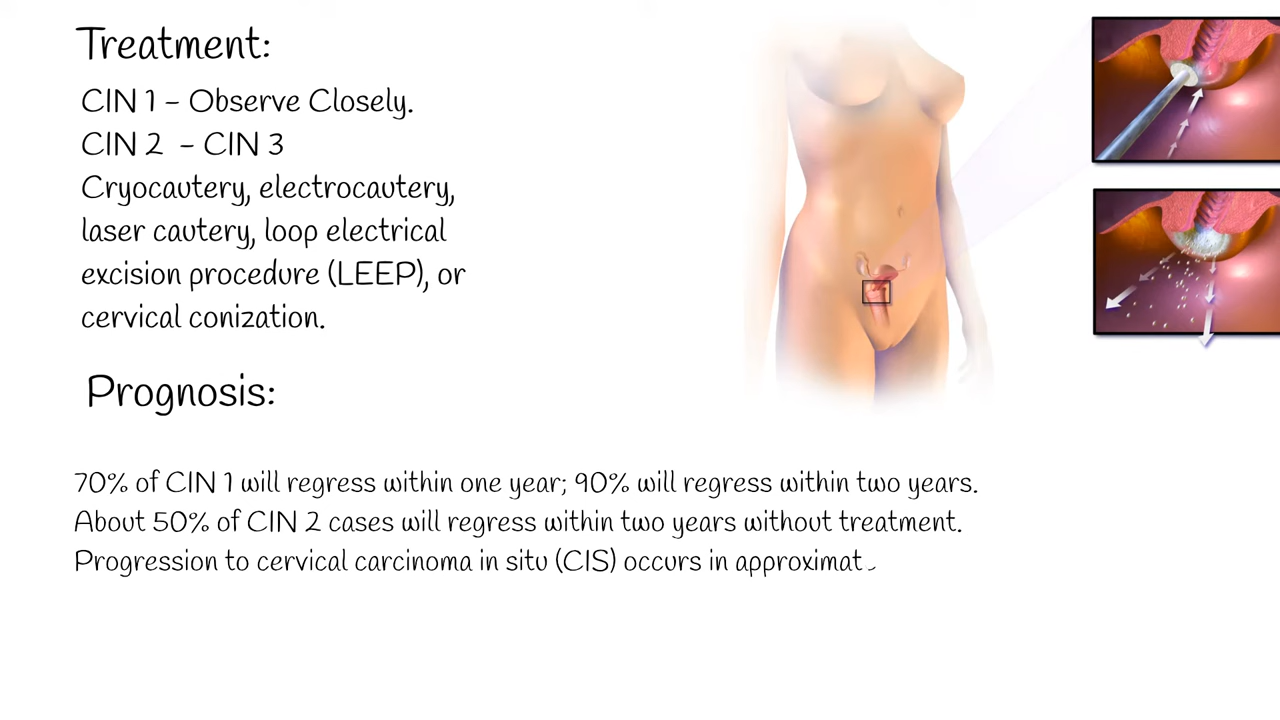 Treatment:
CIN 1 - Observe Closely.
CIN 2 - CIN 3
Cryocautery, electrocautery,
laser cautery, loop electrical
excision procedure (LEEP), or
cervical conization.
Prognosis:
70% of CIN 1 will regress within one year; 90% will regress within two years.
About 50% of CIN 2 cases will regress within two years without treatment.
Progression to cervical carcinoma in situ (CIS) occurs in approximat